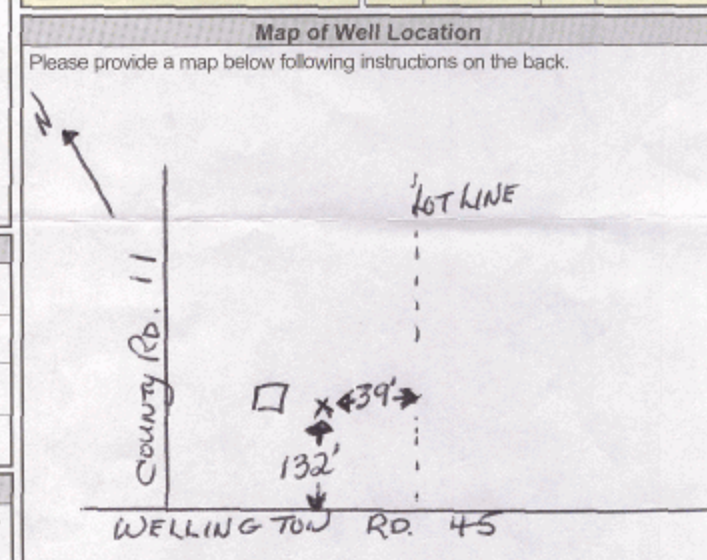 Map of Well Location
Please provide a map below following instructions on the back.
N
LOT LINE
COUNTY RD. 11
X
39'
132'
WELLINGTON RD. 45